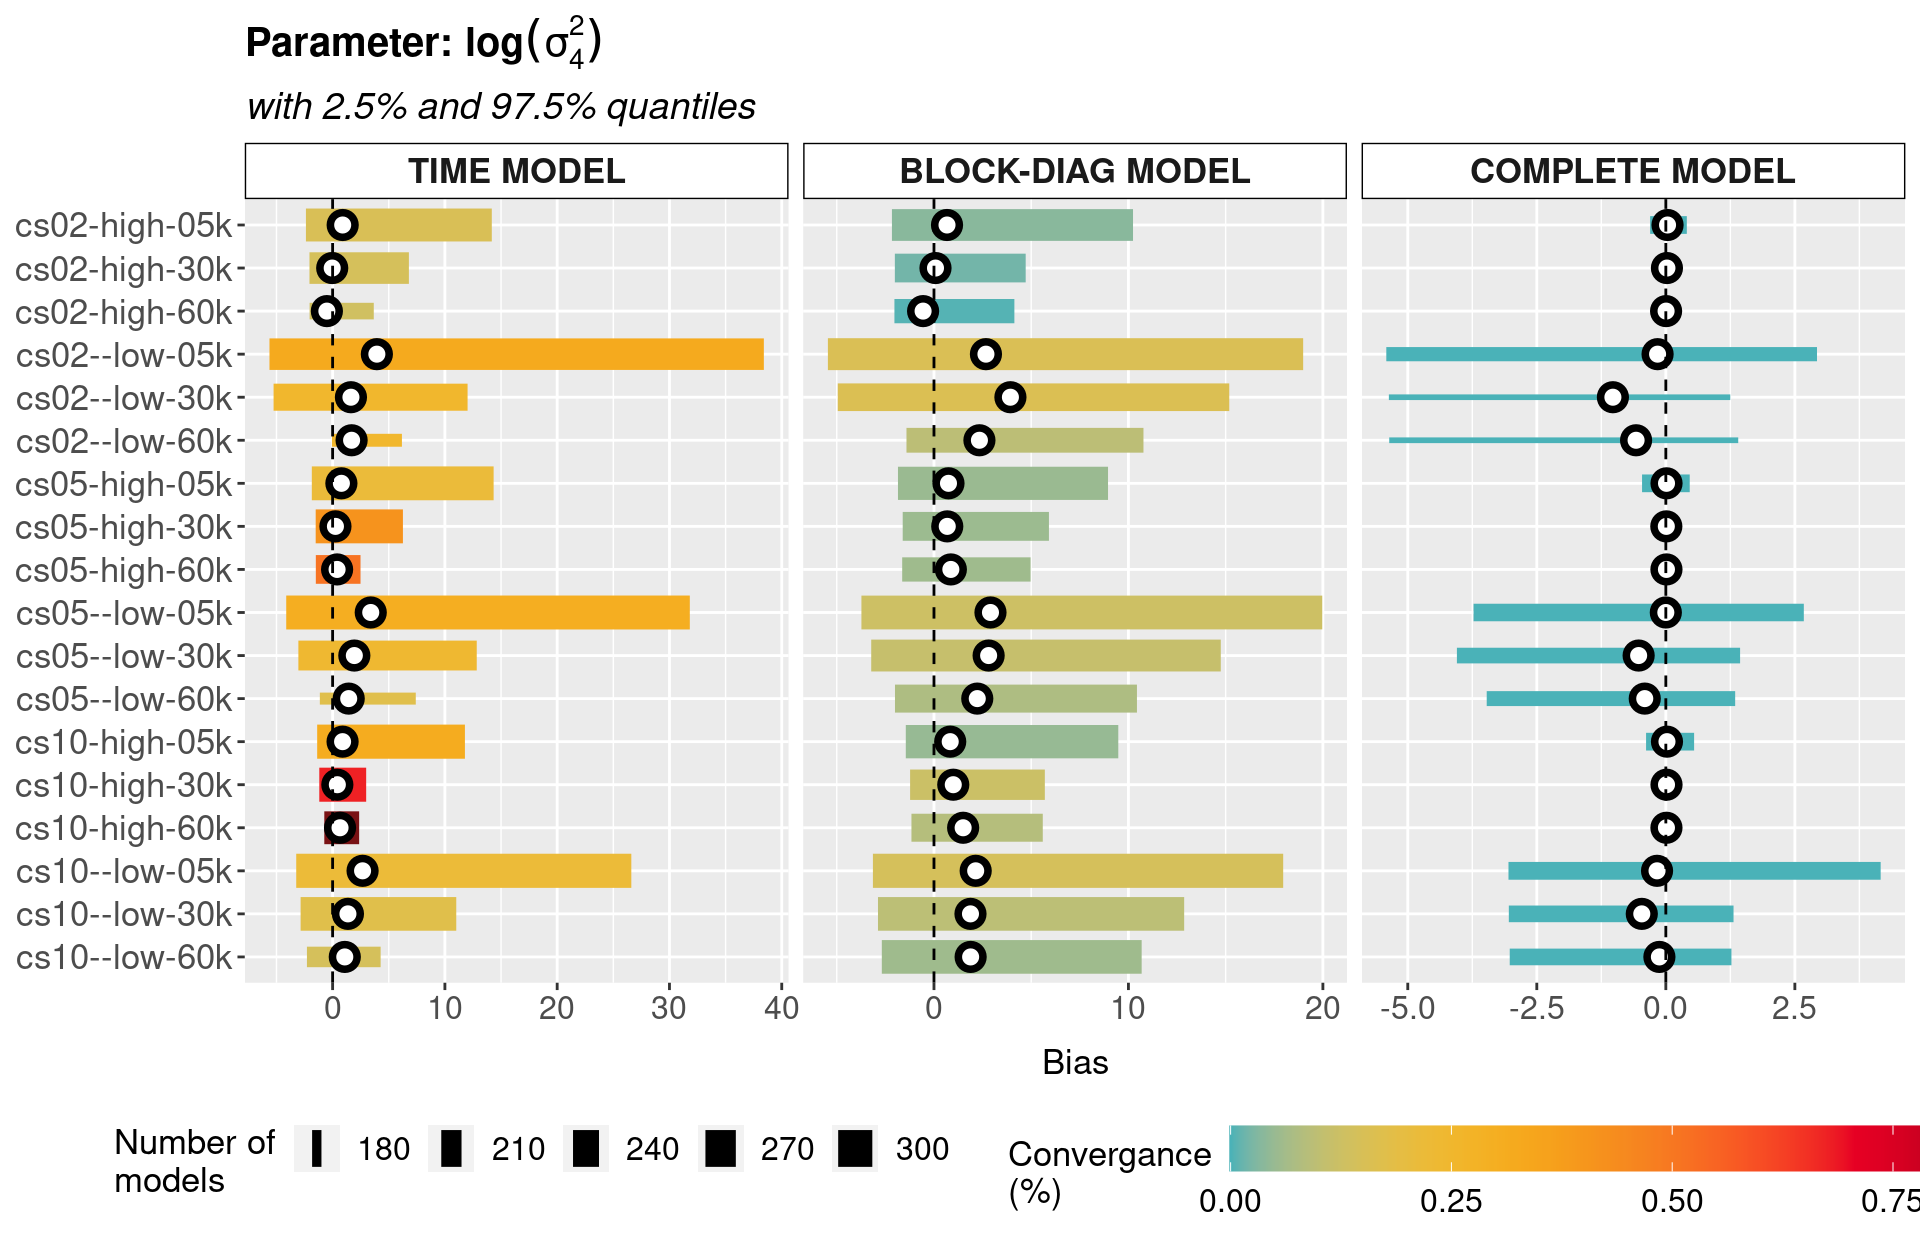 Parameter: log(σ₄²)
with 2.5% and 97.5% quantiles
TIME MODEL
BLOCK-DIAG MODEL
COMPLETE MODEL
cs02-high-05k
cs02-high-30k
cs02-high-60k
cs02--low-05k
cs02--low-30k
cs02--low-60k
cs05-high-05k
cs05-high-30k
cs05-high-60k
cs05--low-05k
cs05--low-30k
cs05--low-60k
cs10-high-05k
cs10-high-30k
cs10-high-60k
cs10--low-05k
cs10--low-30k
cs10--low-60k
0 10 20 30 40
0 10 20
-5.0 -2.5 0.0 2.5
Bias
Number of
models
180 210 240 270 300
Convergance
(%)
0.00 0.25 0.50 0.75